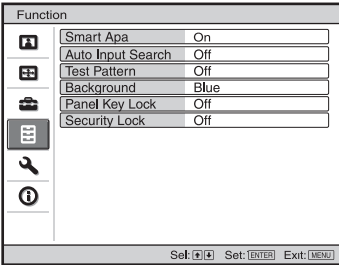 Function
Smart Apa On
Auto Input Search Off
Test Pattern Off
Background Blue
Panel Key Lock Off
Security Lock Off
Sel: Set: ENTER Exit: MENU